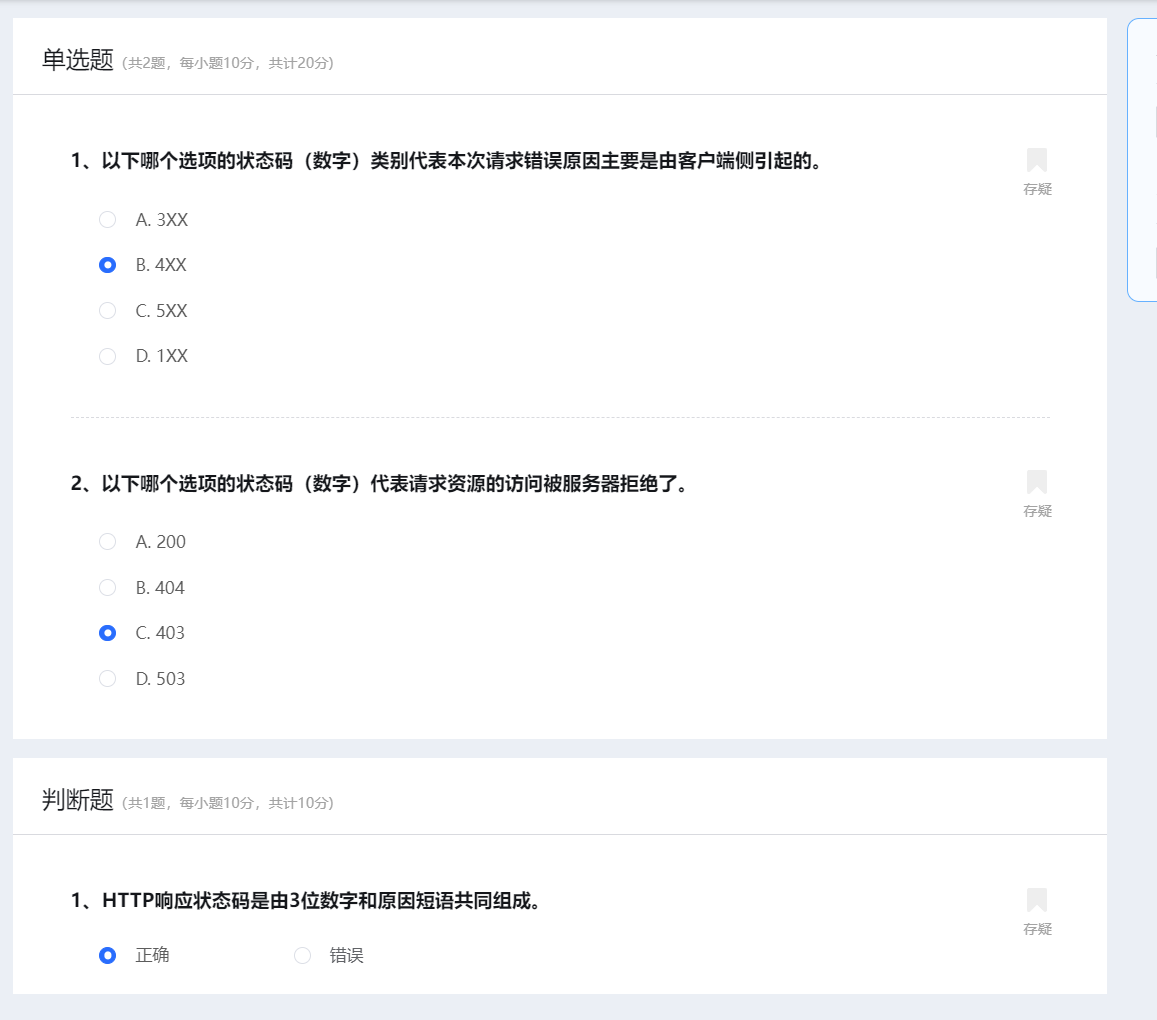 单选题 (共2题，每小题10分，共计20分)
1、以下哪个选项的状态码（数字）类别代表本次请求错误原因主要是由客户端侧引起的。
存疑
A. 3XX
B. 4XX
C. 5XX
D. 1XX
2、以下哪个选项的状态码（数字）代表请求资源的访问被服务器拒绝了。
存疑
A. 200
B. 404
C. 403
D. 503
判断题 (共1题，每小题10分，共计10分)
1、HTTP响应状态码是由3位数字和原因短语共同组成。
存疑
正确 错误